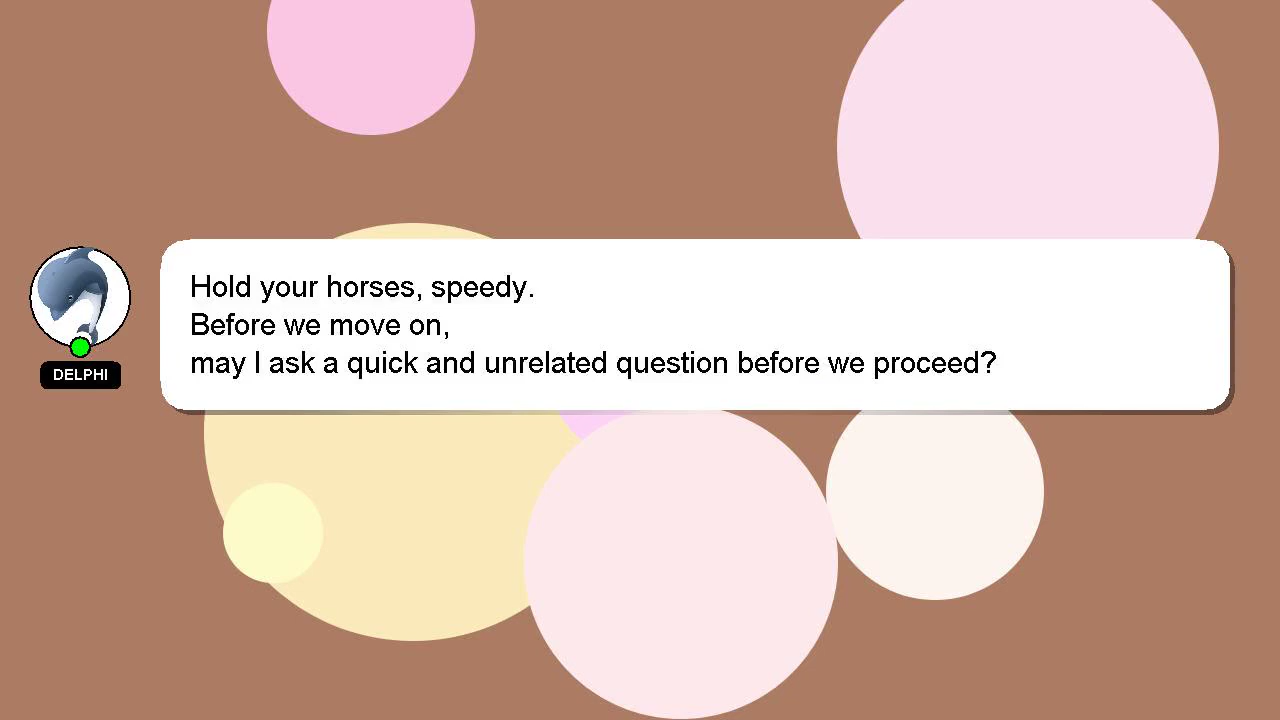 Hold your horses, speedy.
Before we move on,
may I ask a quick and unrelated question before we proceed?
DELPHI